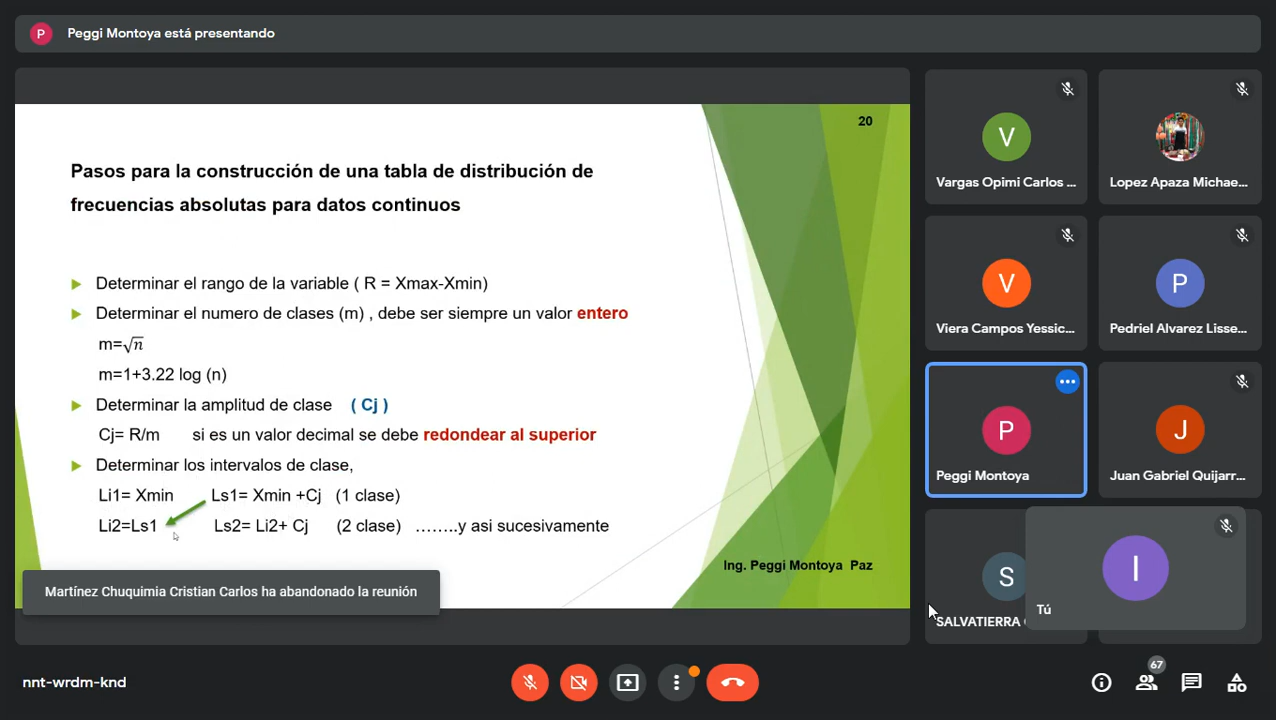 P Peggi Montoya está presentando
20
Pasos para la construcción de una tabla de distribución de
frecuencias absolutas para datos continuos
Determinar el rango de la variable ( R = Xmax-Xmin)
Determinar el numero de clases (m) , debe ser siempre un valor entero
m=√n
m=1+3.22 log (n)
Determinar la amplitud de clase ( Cj )
Cj= R/m si es un valor decimal se debe redondear al superior
Determinar los intervalos de clase,
Li1= Xmin Ls1= Xmin +Cj (1 clase)
Li2=Ls1 Ls2= Li2+ Cj (2 clase) ........y asi sucesivamente
Ing. Peggi Montoya Paz
Martínez Chuquimia Cristian Carlos ha abandonado la reunión
V
Vargas Opimi Carlos ...
Lopez Apaza Michae...
V
Viera Campos Yessic...
P
Pedriel Alvarez Lisse...
P
Peggi Montoya
J
Juan Gabriel Quijarr...
S
SALVATIERRA
I
Tú
nnt-wrdm-knd
67